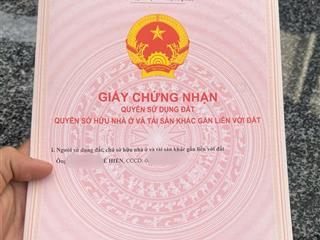 GIẤY CHỨNG NHẬN
QUYỀN SỬ DỤNG ĐẤT
QUYỀN SỞ HỮU NHÀ Ở VÀ TÀI SẢN KHÁC GẮN LIỀN VỚI ĐẤT
I. Người sử dụng đất, chủ sở hữu nhà ở và tài sản khác gắn liền với đất
Ông HIỀN, CCCD: